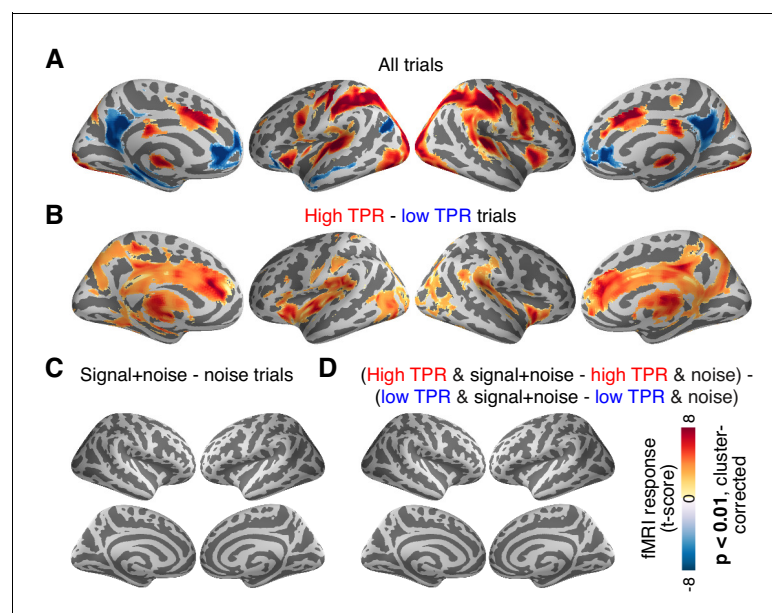 A
All trials
B
High TPR - low TPR trials
C
Signal+noise - noise trials
D
(High TPR & signal+noise - high TPR & noise) -
(low TPR & signal+noise - low TPR & noise)
fMRI response
(t-score)
8
0
-8
p < 0.01, cluster-
corrected